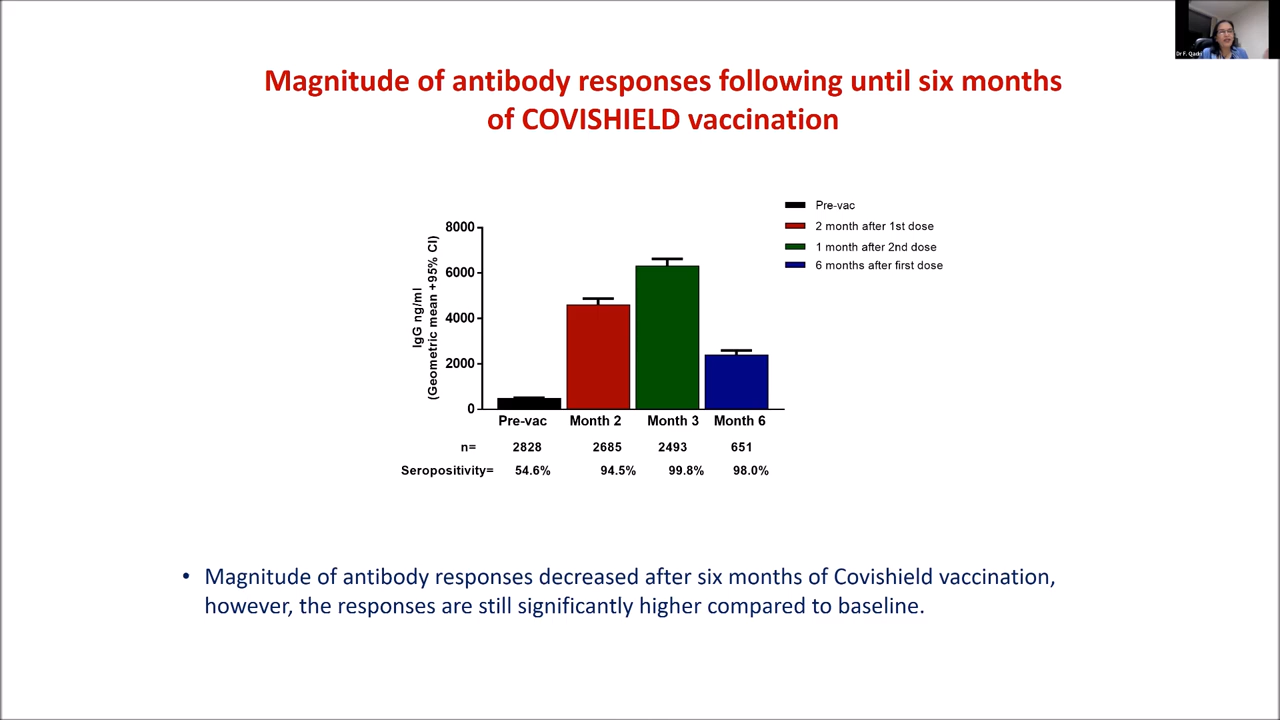 Dr F. Qadri
Magnitude of antibody responses following until six months
of COVISHIELD vaccination
Pre-vac
2 month after 1st dose
1 month after 2nd dose
6 months after first dose
IgG ng/ml
(Geometric mean +95% CI)
8000
6000
4000
2000
0
Pre-vac Month 2 Month 3 Month 6
n= 2828 2685 2493 651
Seropositivity= 54.6% 94.5% 99.8% 98.0%
• Magnitude of antibody responses decreased after six months of Covishield vaccination,
however, the responses are still significantly higher compared to baseline.